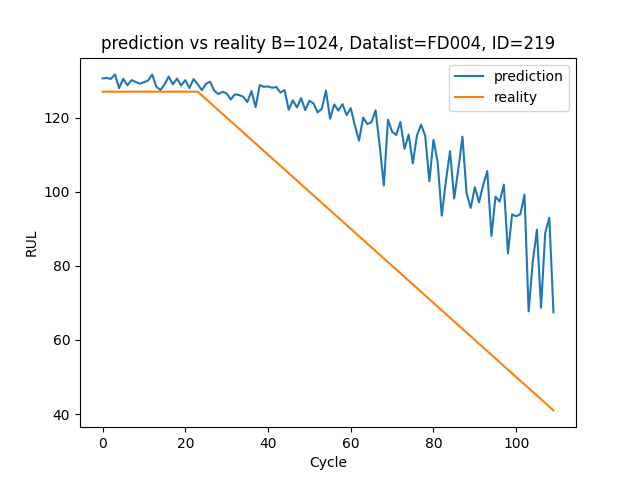 prediction vs reality B=1024, Datalist=FD004, ID=219
prediction
reality
RUL
120
100
80
60
40
0 20 40 60 80 100
Cycle